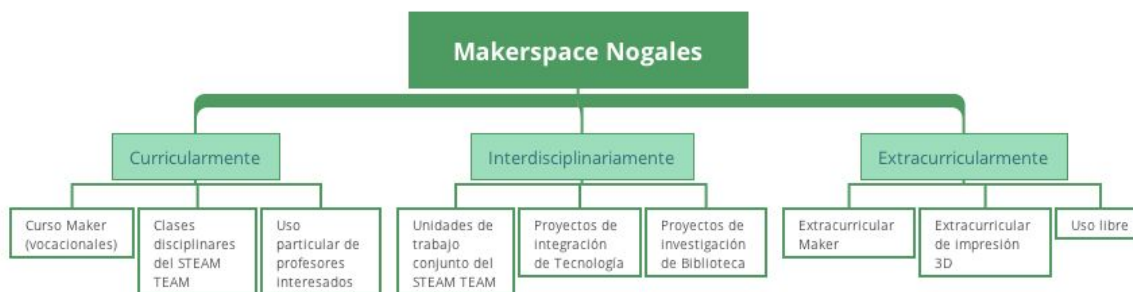 Makerspace Nogales
Curricularmente
Interdisciplinariamente
Extracurricularmente
Curso Maker
(vocacionales)
Clases
disciplinares
del STEAM
TEAM
Uso
particular de
profesores
interesados
Unidades de
trabajo
conjunto del
STEAM TEAM
Proyectos de
integración
de Tecnología
Proyectos de
investigación
de Biblioteca
Extracurricular
Maker
Extracurricular
de impresión
3D
Uso libre